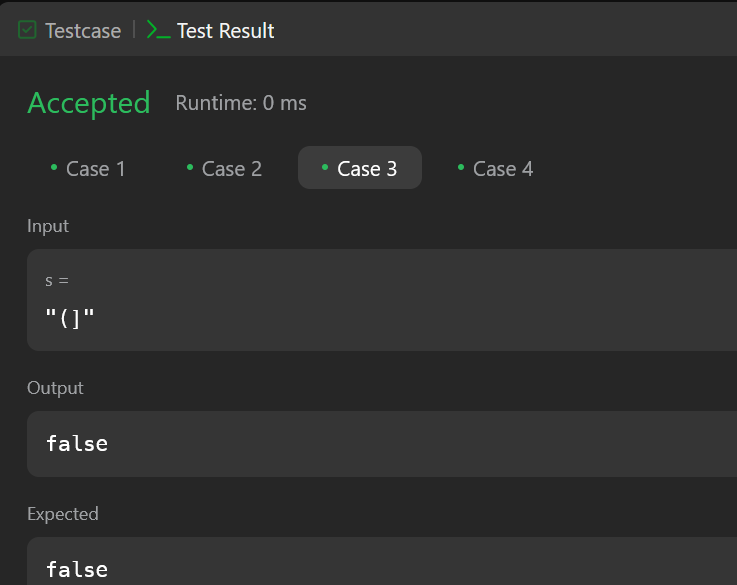 Testcase | Test Result
Accepted Runtime: 0 ms
Case 1 Case 2 Case 3 Case 4
Input
s =
"(]"
Output
false
Expected
false